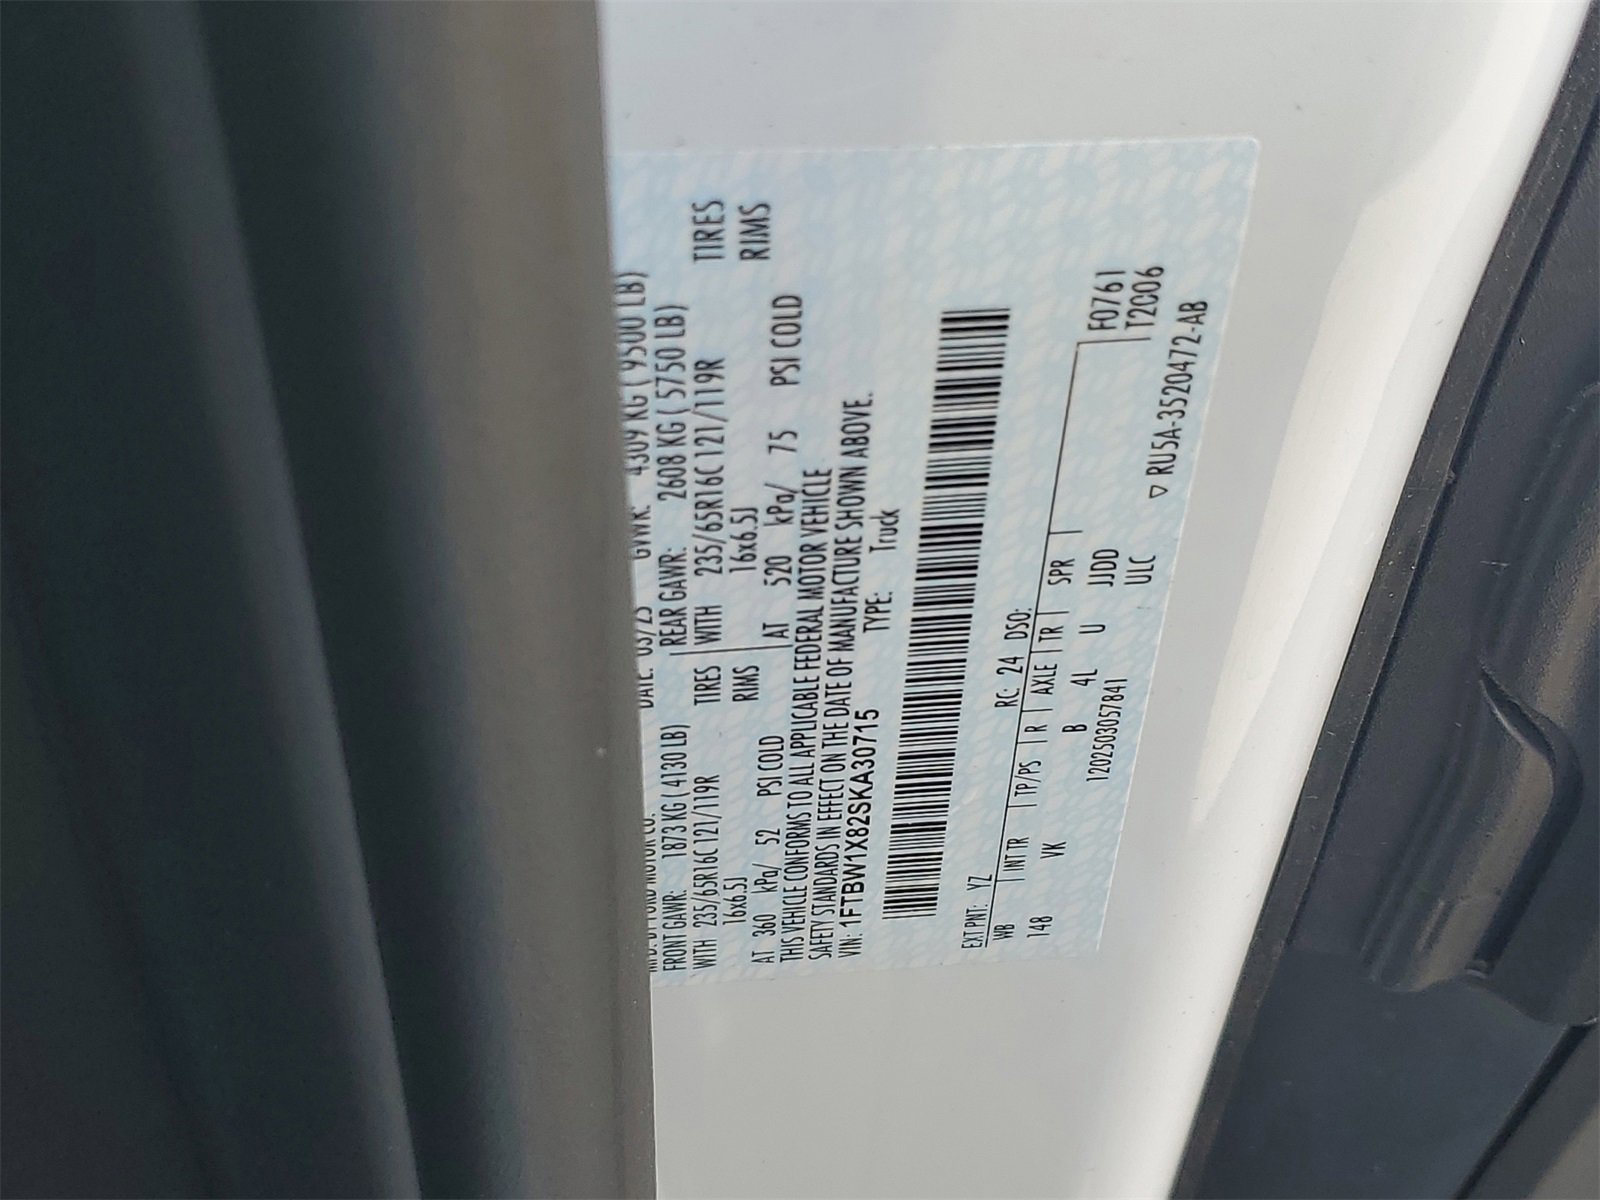 MFD. BY FORD MOTOR CO.
DATE: 03/25 GVWR: 4309 KG ( 9500 LB)
FRONT GAWR: 1873 KG ( 4130 LB) REAR GAWR: 2608 KG ( 5750 LB)
WITH 235/65R16C 121/119R TIRES WITH 235/65R16C 121/119R TIRES
16x6.5J RIMS 16x6.5J RIMS
AT 360 kPa/ 52 PSI COLD AT 520 kPa/ 75 PSI COLD
THIS VEHICLE CONFORMS TO ALL APPLICABLE FEDERAL MOTOR VEHICLE
SAFETY STANDARDS IN EFFECT ON THE DATE OF MANUFACTURE SHOWN ABOVE.
VIN: 1FTBW1X82SKA30715 TYPE: Truck
EXT PNT: YZ RC: 24 DSO:
WB INT TR TP/PS R AXLE TR SPR F0761
148 VK B 4L U JJDD T2C06
1202503057841 ULC
▽ RU5A-3520472-AB